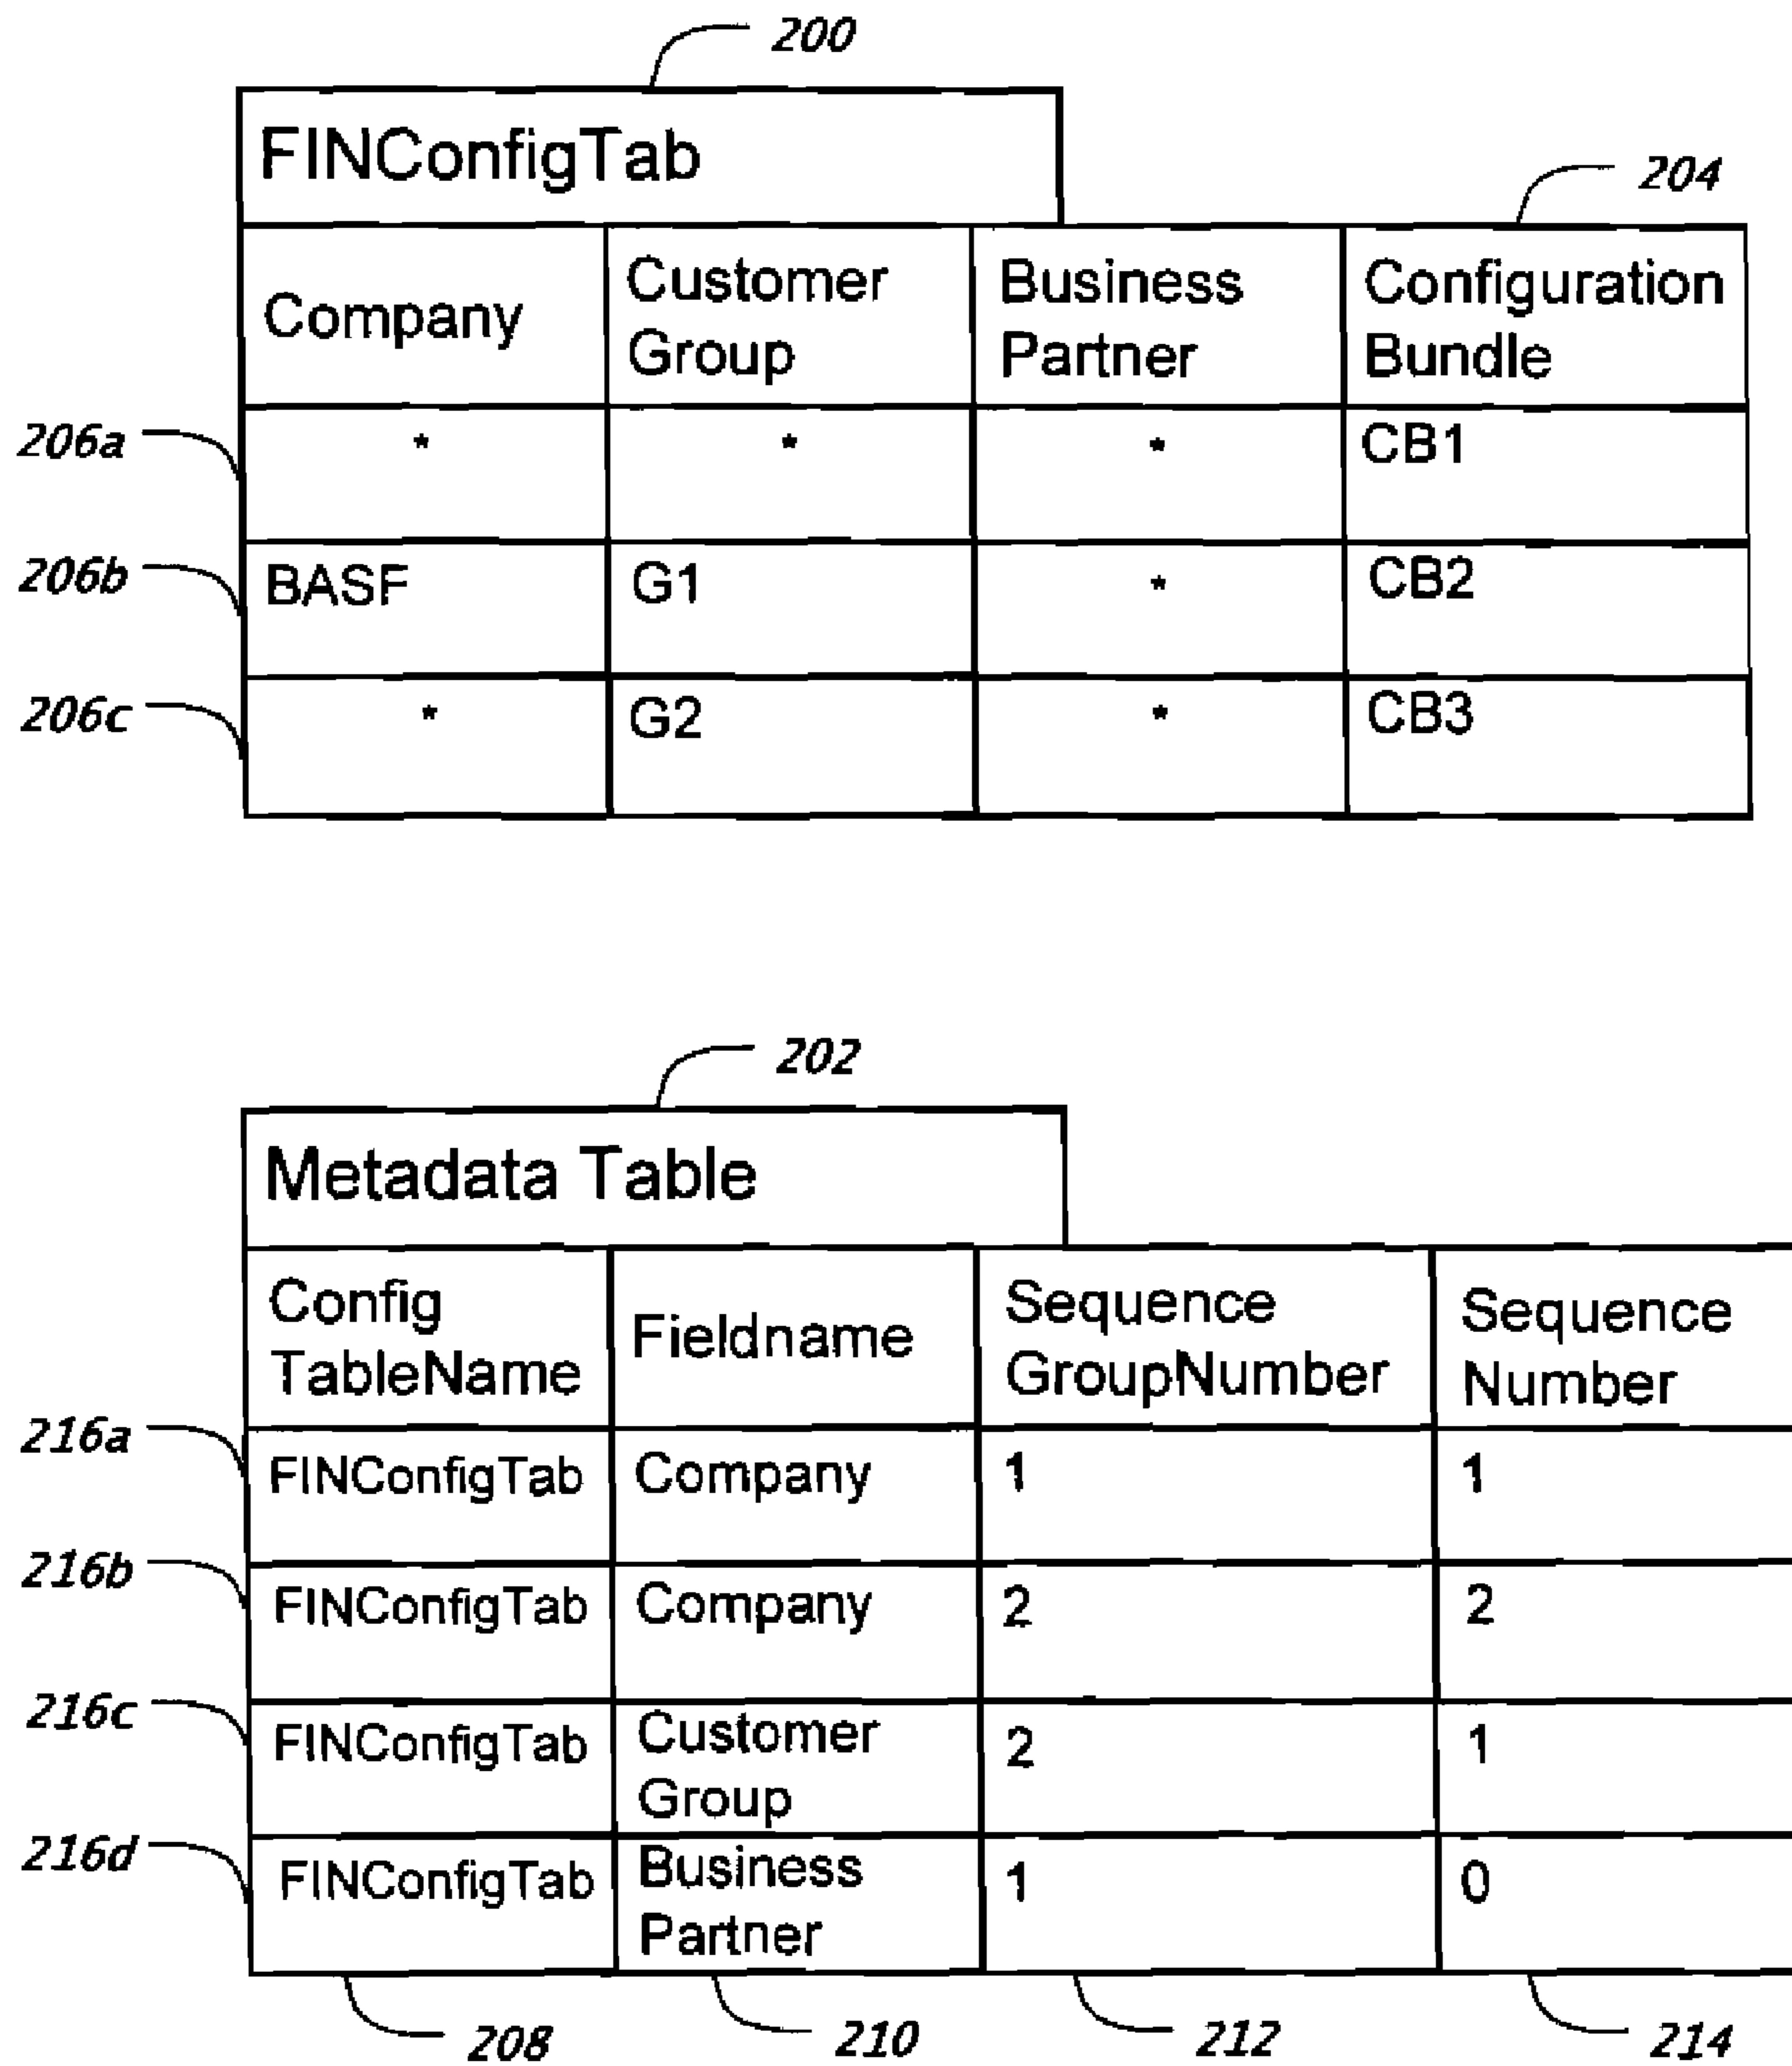 200
FINConfigTab
204
Company
Customer
Group
Business
Partner
Configuration
Bundle
206a
*
*
*
CB1
206b
BASF
G1
*
CB2
206c
*
G2
*
CB3
202
Metadata Table
Config
TableName
Fieldname
Sequence
GroupNumber
Sequence
Number
216a
FINConfigTab
Company
1
1
216b
FINConfigTab
Company
2
2
216c
FINConfigTab
Customer
Group
2
1
216d
FINConfigTab
Business
Partner
1
0
208
210
212
214